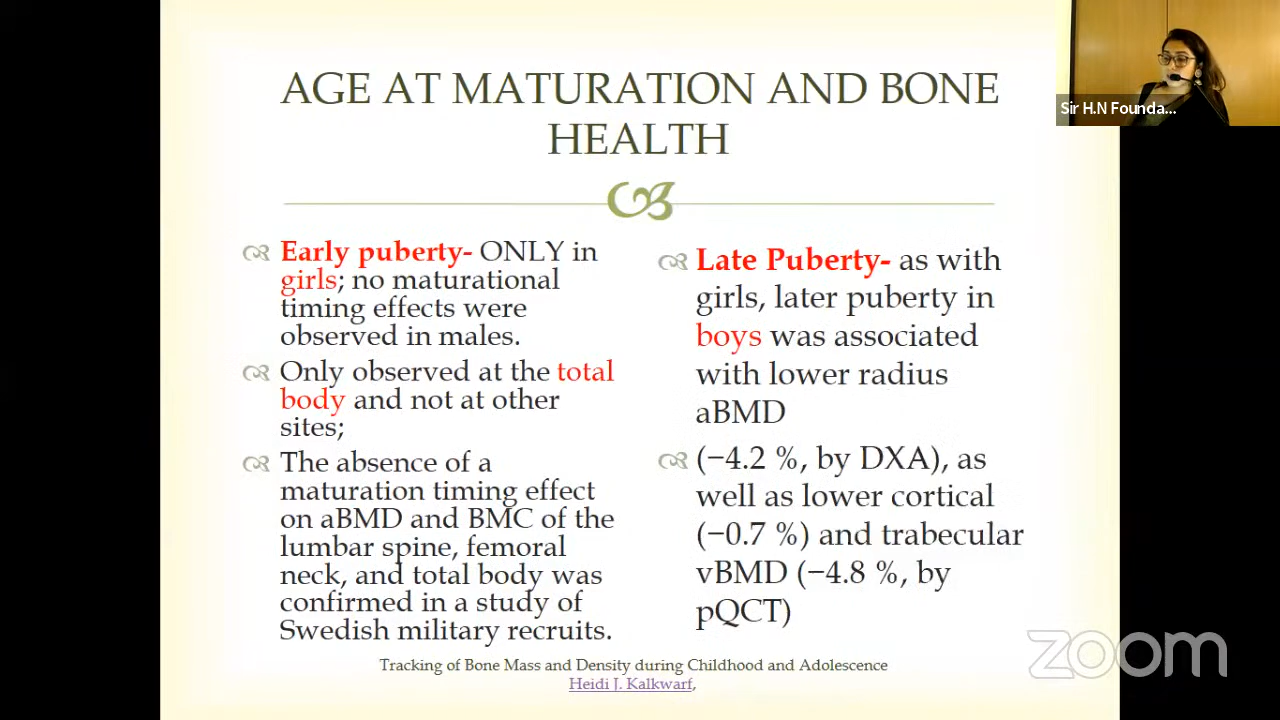 AGE AT MATURATION AND BONE
HEALTH
Early puberty- ONLY in
girls; no maturational
timing effects were
observed in males.
Only observed at the total
body and not at other
sites;
The absence of a
maturation timing effect
on aBMD and BMC of the
lumbar spine, femoral
neck, and total body was
confirmed in a study of
Swedish military recruits.
Late Puberty- as with
girls, later puberty in
boys was associated
with lower radius
aBMD
(−4.2 %, by DXA), as
well as lower cortical
(−0.7 %) and trabecular
vBMD (−4.8 %, by
pQCT)
Tracking of Bone Mass and Density during Childhood and Adolescence
Heidi J. Kalkwarf,
Sir H.N Founda...
zoom